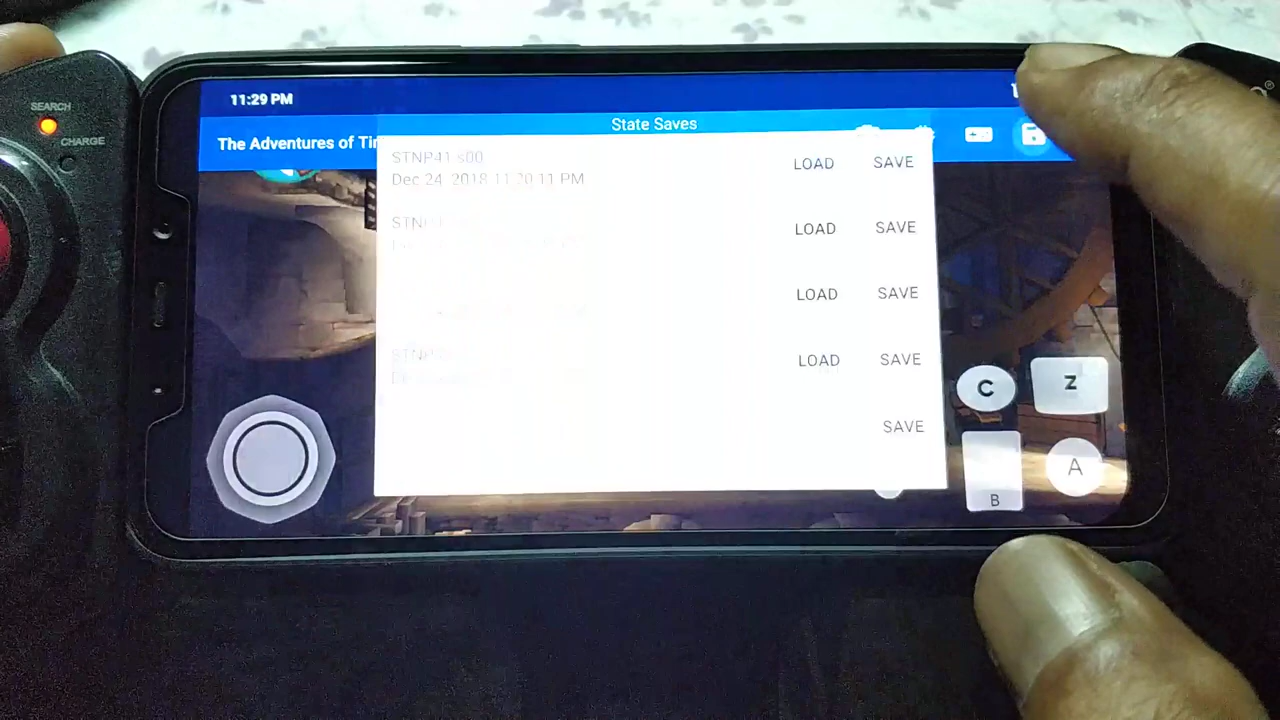 SEARCH
CHARGE
11:29 PM
State Saves
The Adventures of
STNP41.s00
Dec 24, 2018 11:20:11 PM
LOAD SAVE
LOAD SAVE
LOAD SAVE
LOAD SAVE
SAVE
C
Z
A
B